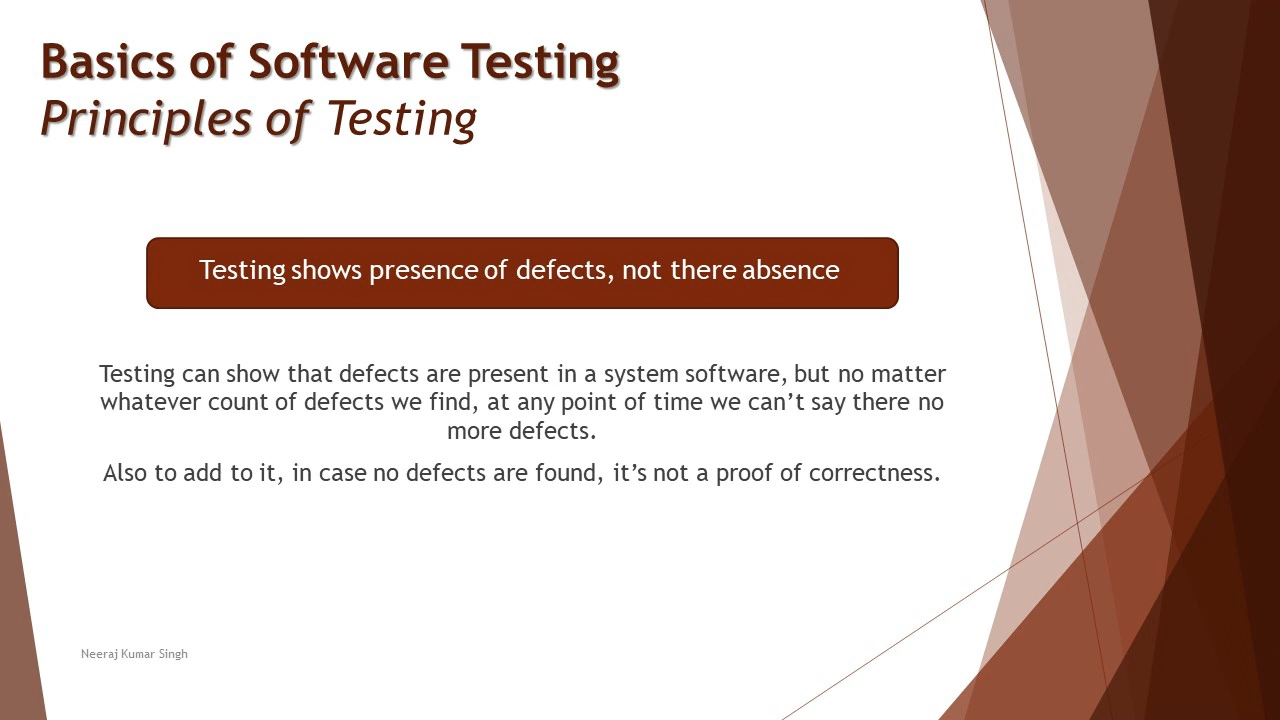 Basics of Software Testing
Principles of Testing
Testing shows presence of defects, not there absence
Testing can show that defects are present in a system software, but no matter
whatever count of defects we find, at any point of time we can’t say there no
more defects.
Also to add to it, in case no defects are found, it’s not a proof of correctness.
Neeraj Kumar Singh